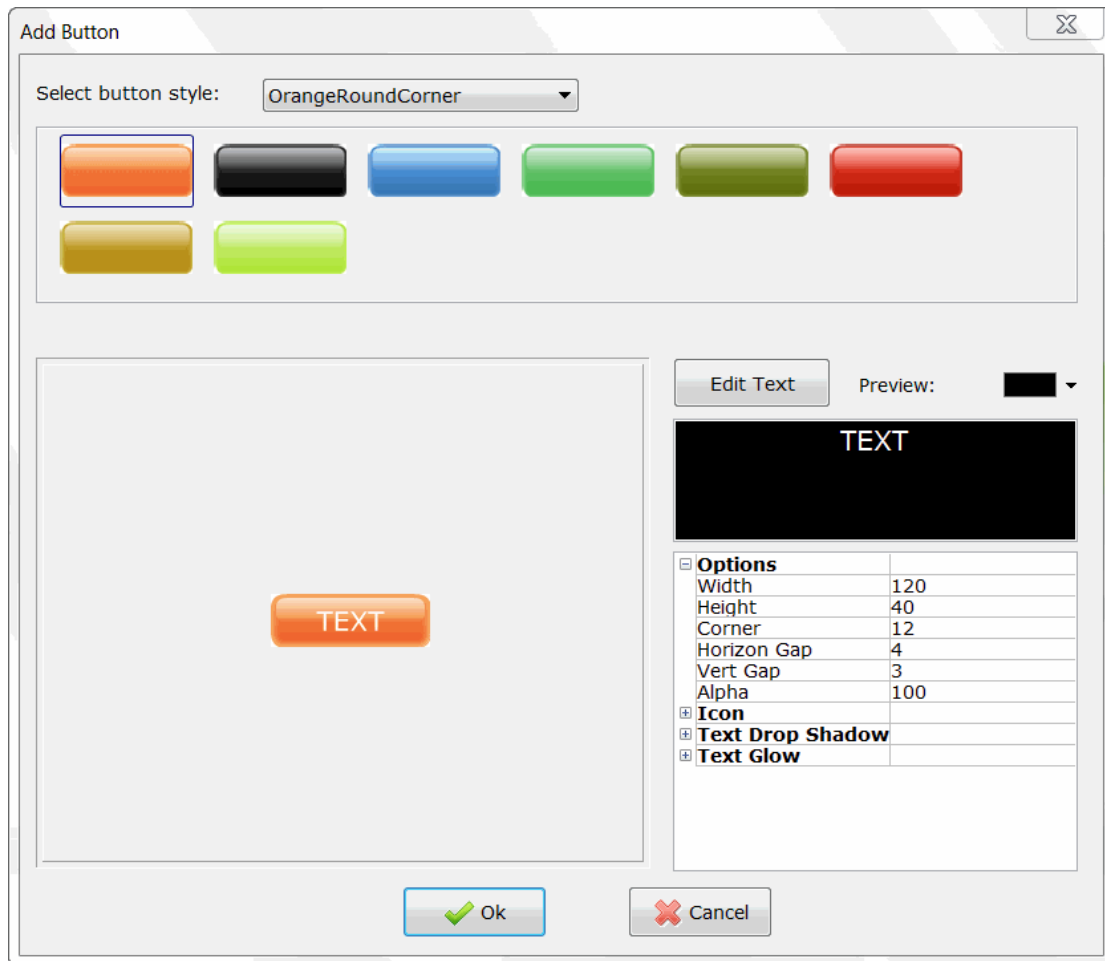 Add Button
Select button style: OrangeRoundCorner
Edit Text Preview:
TEXT
TEXT
Options
Width 120
Height 40
Corner 12
Horizon Gap 4
Vert Gap 3
Alpha 100
Icon
Text Drop Shadow
Text Glow
Ok Cancel